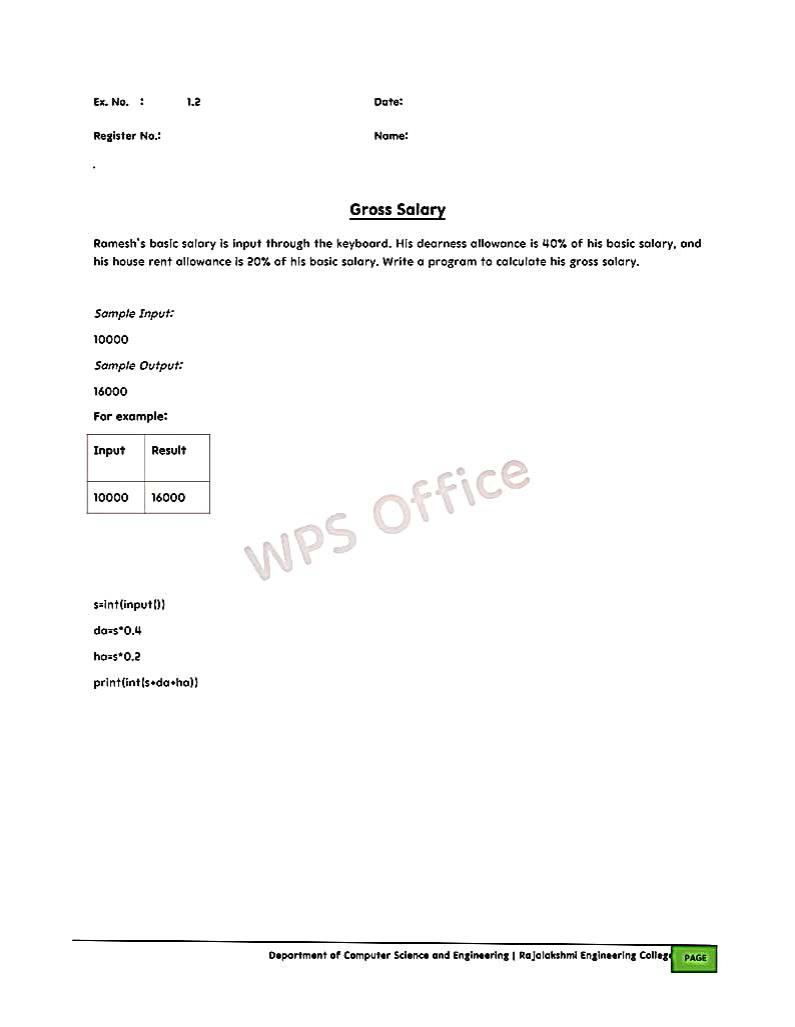 Ex. No. : 1.2 Date:
Register No.: Name:
.
Gross Salary
Ramesh's basic salary is input through the keyboard. His dearness allowance is 40% of his basic salary, and
his house rent allowance is 20% of his basic salary. Write a program to calculate his gross salary.
Sample Input:
10000
Sample Output:
16000
For example:
Input Result
10000 16000
WPS Office
s=int(input())
da=s*0.4
ha=s*0.2
print(int(s+da+ha))
Department of Computer Science and Engineering | Rajalakshmi Engineering College PAGE